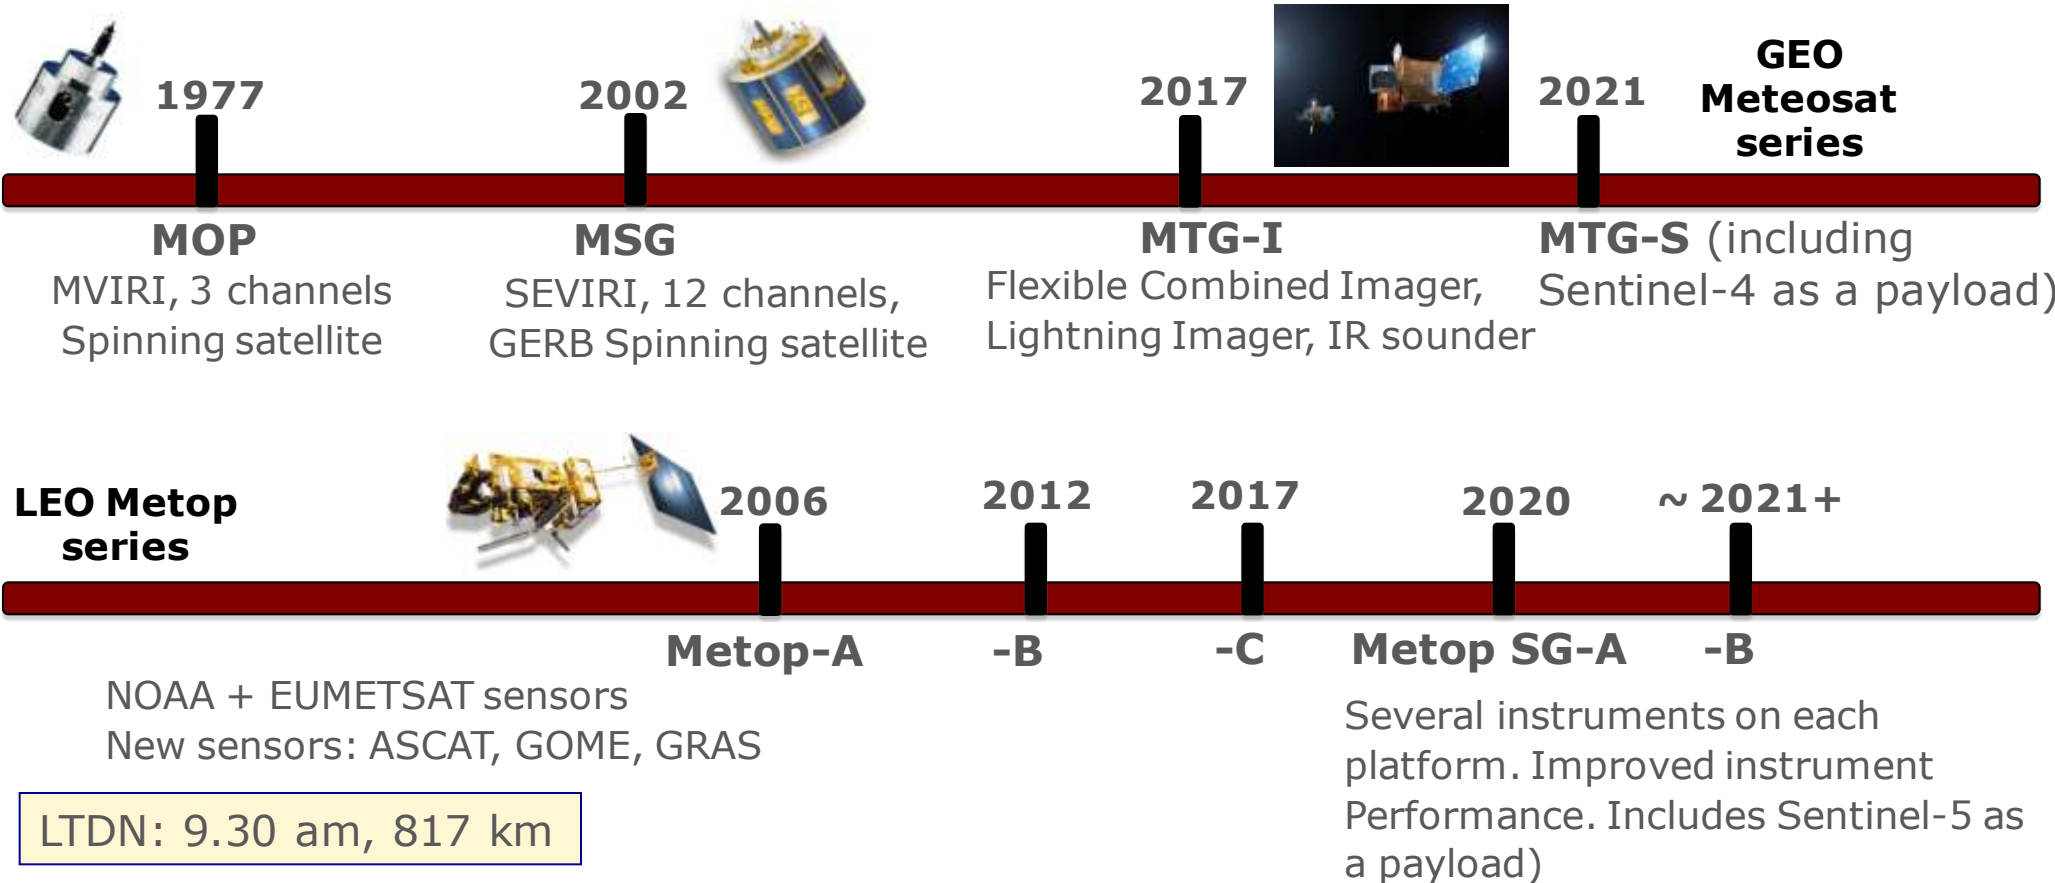 1977
2002
2017
2021
GEO
Meteosat
series
MOP
MVIRI, 3 channels
Spinning satellite
MSG
SEVIRI, 12 channels,
GERB Spinning satellite
MTG-I
Flexible Combined Imager,
Lightning Imager, IR sounder
MTG-S (including
Sentinel-4 as a payload)
LEO Metop
series
2006
2012
2017
2020
~ 2021+
Metop-A
-B
-C
Metop SG-A
-B
NOAA + EUMETSAT sensors
New sensors: ASCAT, GOME, GRAS
Several instruments on each
platform. Improved instrument
Performance. Includes Sentinel-5 as
a payload)
LTDN: 9.30 am, 817 km